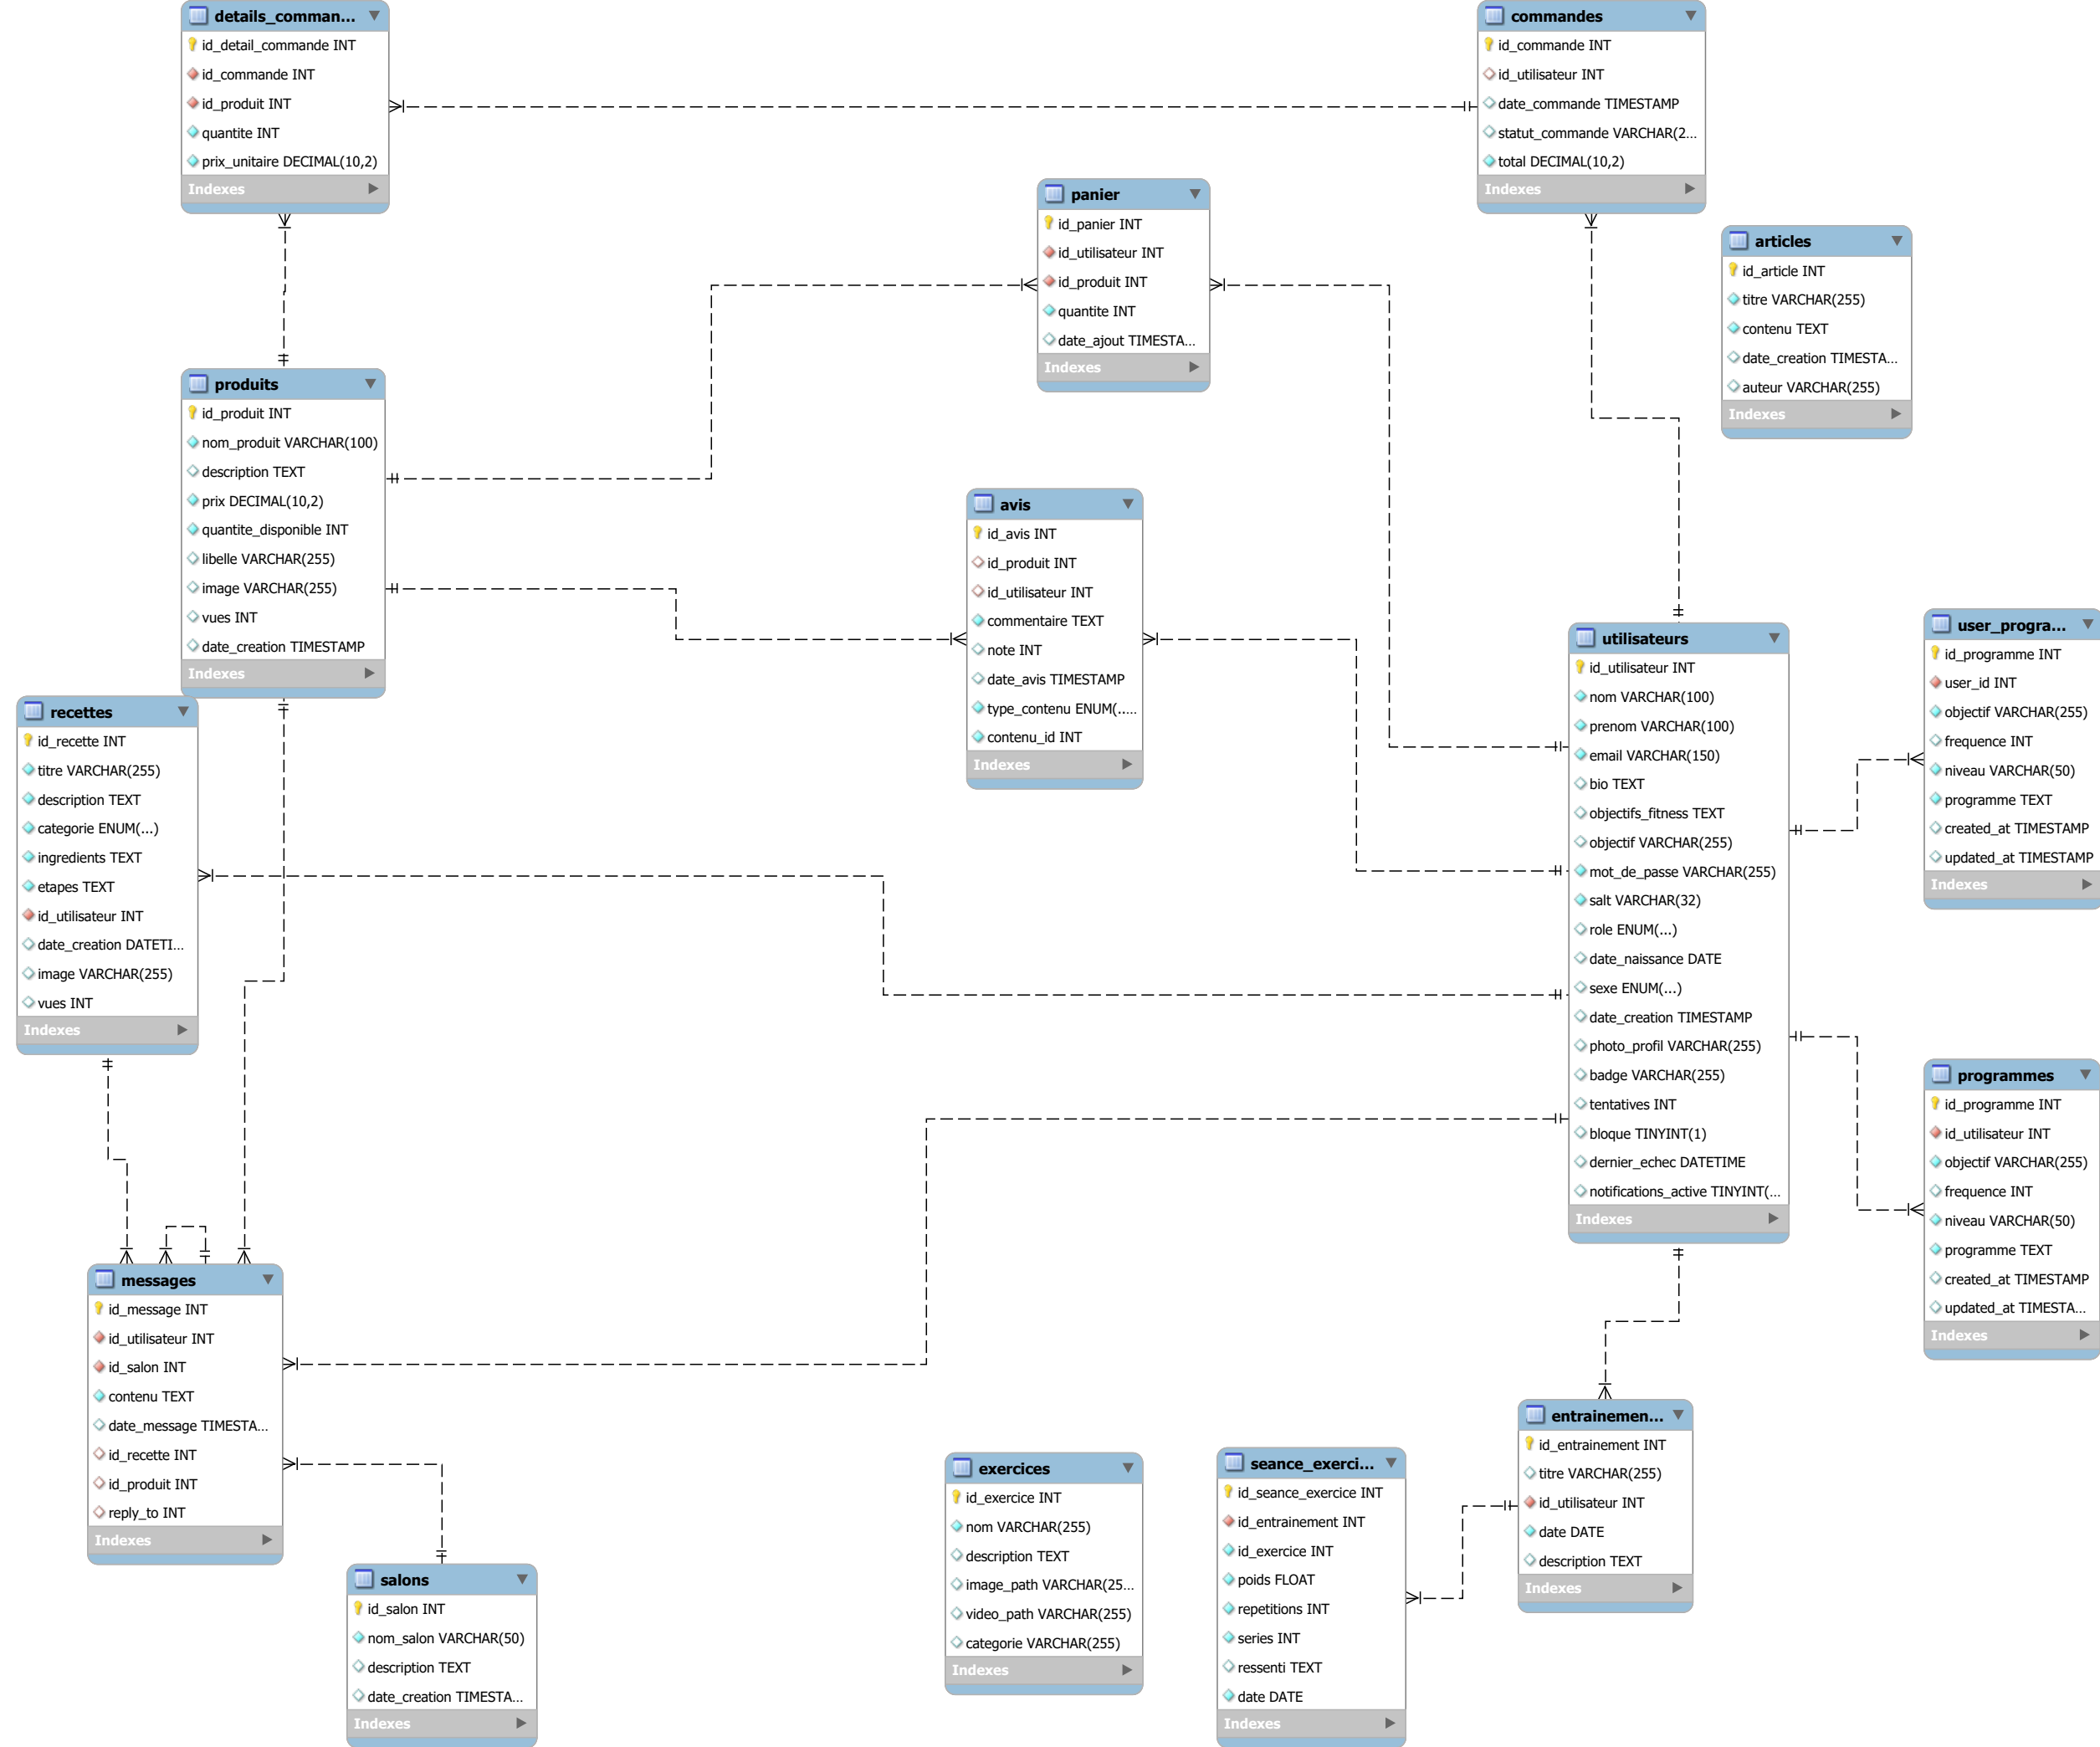 details_comman...
id_detail_commande INT
id_commande INT
id_produit INT
quantite INT
prix_unitaire DECIMAL(10,2)
Indexes
commandes
id_commande INT
id_utilisateur INT
date_commande TIMESTAMP
statut_commande VARCHAR(2...
total DECIMAL(10,2)
Indexes
panier
id_panier INT
id_utilisateur INT
id_produit INT
quantite INT
date_ajout TIMESTA...
Indexes
articles
id_article INT
titre VARCHAR(255)
contenu TEXT
date_creation TIMESTA...
auteur VARCHAR(255)
Indexes
produits
id_produit INT
nom_produit VARCHAR(100)
description TEXT
prix DECIMAL(10,2)
quantite_disponible INT
libelle VARCHAR(255)
image VARCHAR(255)
vues INT
date_creation TIMESTAMP
Indexes
avis
id_avis INT
id_produit INT
id_utilisateur INT
commentaire TEXT
note INT
date_avis TIMESTAMP
type_contenu ENUM(.....
contenu_id INT
Indexes
utilisateurs
id_utilisateur INT
nom VARCHAR(100)
prenom VARCHAR(100)
email VARCHAR(150)
bio TEXT
objectifs_fitness TEXT
objectif VARCHAR(255)
mot_de_passe VARCHAR(255)
salt VARCHAR(32)
role ENUM(...)
date_naissance DATE
sexe ENUM(...)
date_creation TIMESTAMP
photo_profil VARCHAR(255)
badge VARCHAR(255)
tentatives INT
bloque TINYINT(1)
dernier_echec DATETIME
notifications_active TINYINT(...
Indexes
user_progra...
id_programme INT
user_id INT
objectif VARCHAR(255)
frequence INT
niveau VARCHAR(50)
programme TEXT
created_at TIMESTAMP
updated_at TIMESTAMP
Indexes
recettes
id_recette INT
titre VARCHAR(255)
description TEXT
categorie ENUM(...)
ingredients TEXT
etapes TEXT
id_utilisateur INT
date_creation DATETI...
image VARCHAR(255)
vues INT
Indexes
programmes
id_programme INT
id_utilisateur INT
objectif VARCHAR(255)
frequence INT
niveau VARCHAR(50)
programme TEXT
created_at TIMESTAMP
updated_at TIMESTA...
Indexes
messages
id_message INT
id_utilisateur INT
id_salon INT
contenu TEXT
date_message TIMESTA...
id_recette INT
id_produit INT
reply_to INT
Indexes
salons
id_salon INT
nom_salon VARCHAR(50)
description TEXT
date_creation TIMESTA...
Indexes
exercices
id_exercice INT
nom VARCHAR(255)
description TEXT
image_path VARCHAR(25...
video_path VARCHAR(255)
categorie VARCHAR(255)
Indexes
seance_exerci...
id_seance_exercice INT
id_entrainement INT
id_exercice INT
poids FLOAT
repetitions INT
series INT
ressenti TEXT
date DATE
Indexes
entrainemen...
id_entrainement INT
titre VARCHAR(255)
id_utilisateur INT
date DATE
description TEXT
Indexes